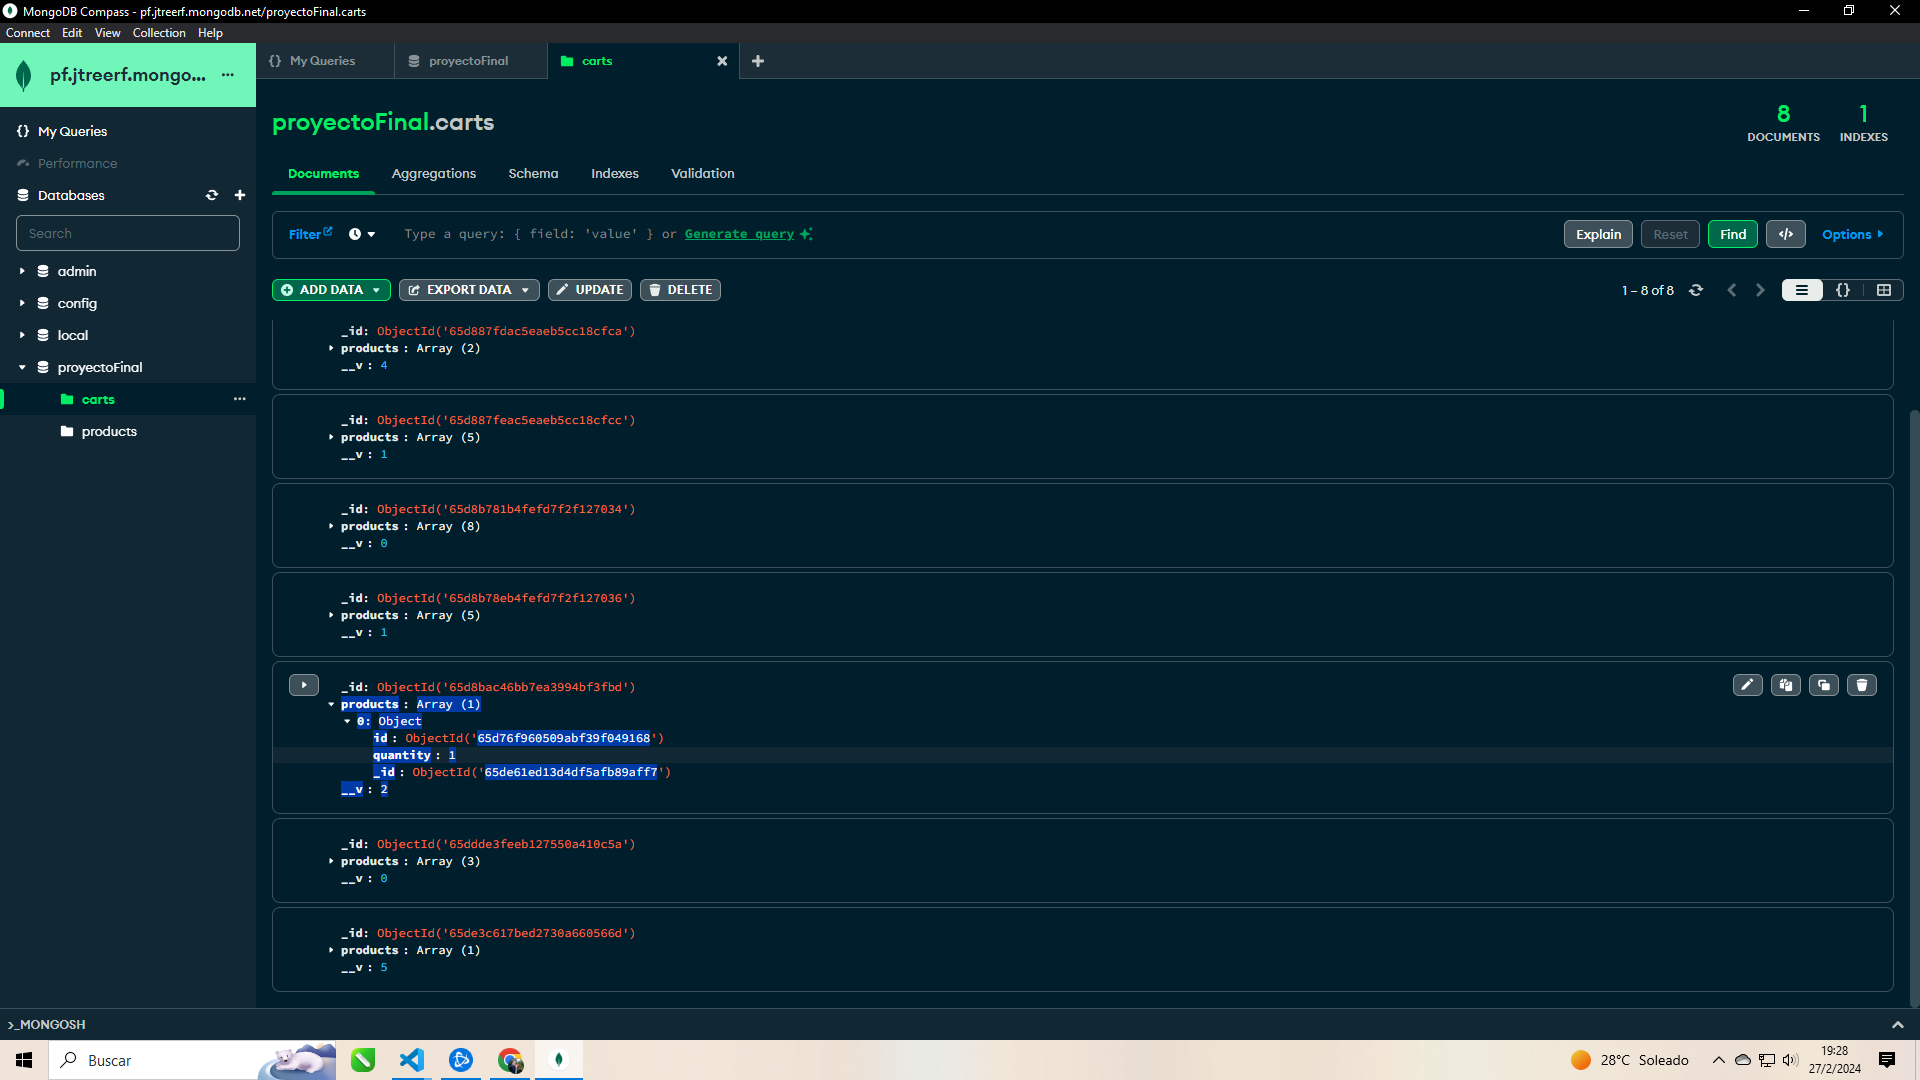 MongoDB Compass - pf.jtreerf.mongodb.net/proyectoFinal.carts
Connect Edit View Collection Help
pf.jtreerf.mongo...
My Queries
proyectoFinal
carts
{} My Queries
Performance
Databases
Search
admin
config
local
proyectoFinal
carts
products
proyectoFinal.carts
8
DOCUMENTS
1
INDEXES
Documents Aggregations Schema Indexes Validation
Filter
Type a query: { field: 'value' } or Generate query
Explain Reset Find </> Options
ADD DATA EXPORT DATA UPDATE DELETE
1 – 8 of 8
{}
_id: ObjectId('65d887fdac5eaeb5cc18cfca')
products : Array (2)
__v : 4
_id: ObjectId('65d887feac5eaeb5cc18cfcc')
products : Array (5)
__v : 1
_id: ObjectId('65d8b781b4fefd7f2f127034')
products : Array (8)
__v : 0
_id: ObjectId('65d8b78eb4fefd7f2f127036')
products : Array (5)
__v : 1
_id: ObjectId('65d8bac46bb7ea3994bf3fbd')
products : Array (1)
0: Object
id : ObjectId('65d76f960509abf39f049168')
quantity : 1
_id : ObjectId('65de61ed13d4df5afb89aff7')
__v : 2
_id: ObjectId('65ddde3feeb127550a410c5a')
products : Array (3)
__v : 0
_id: ObjectId('65de3c617bed2730a660566d')
products : Array (1)
__v : 5
>_MONGOSH
Buscar
28°C Soleado
19:28
27/2/2024